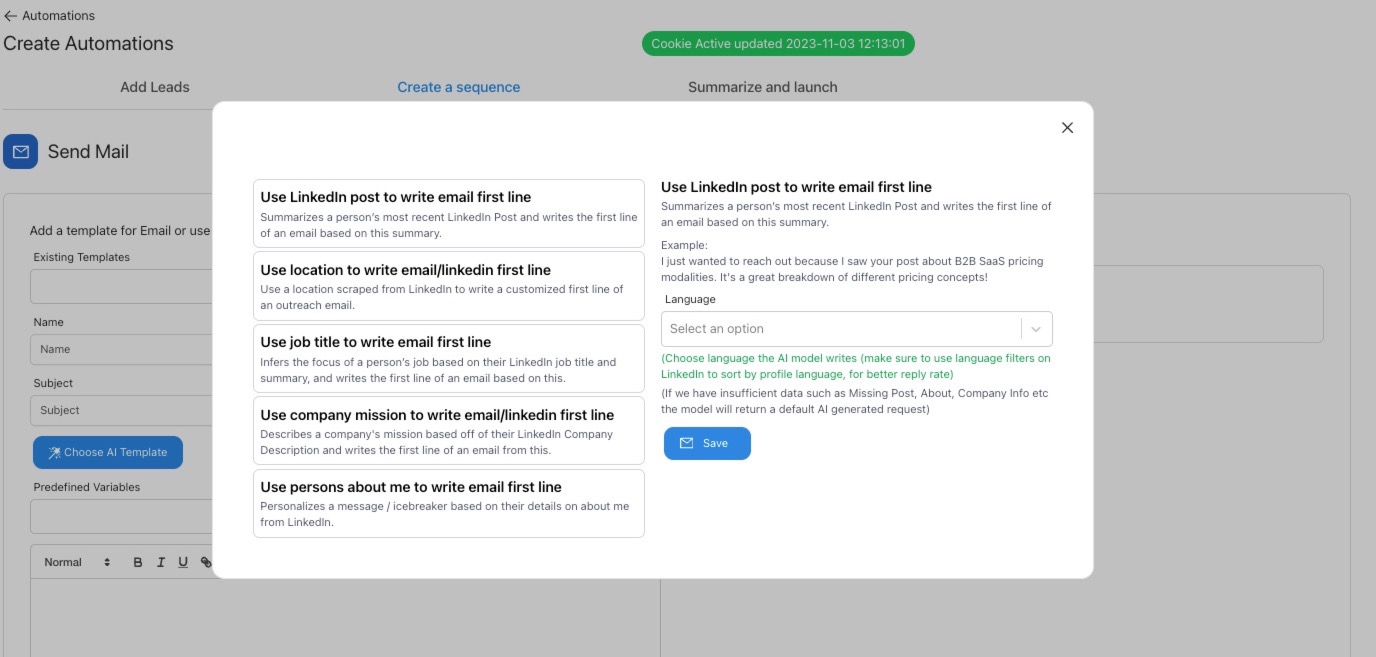 Automations
Create Automations
Cookie Active updated 2023-11-03 12:13:01
Add Leads
Create a sequence
Summarize and launch
Send Mail
Add a template for Email or use
Existing Templates
Name
Name
Subject
Subject
Choose AI Template
Predefined Variables
Normal
B I U
Use LinkedIn post to write email first line
Summarizes a person's most recent LinkedIn Post and writes the first line
of an email based on this summary.
Use location to write email/linkedin first line
Use a location scraped from LinkedIn to write a customized first line of
an outreach email.
Use job title to write email first line
Infers the focus of a person's job based on their LinkedIn job title and
summary, and writes the first line of an email based on this.
Use company mission to write email/linkedin first line
Describes a company's mission based off of their LinkedIn Company
Description and writes the first line of an email from this.
Use persons about me to write email first line
Personalizes a message / icebreaker based on their details on about me
from LinkedIn.
Use LinkedIn post to write email first line
Summarizes a person's most recent LinkedIn Post and writes the first line of
an email based on this summary.
Example:
I just wanted to reach out because I saw your post about B2B SaaS pricing
modalities. It's a great breakdown of different pricing concepts!
Language
Select an option
(Choose language the AI model writes (make sure to use language filters on
LinkedIn to sort by profile language, for better reply rate)
(If we have insufficient data such as Missing Post, About, Company Info etc
the model will return a default AI generated request)
Save